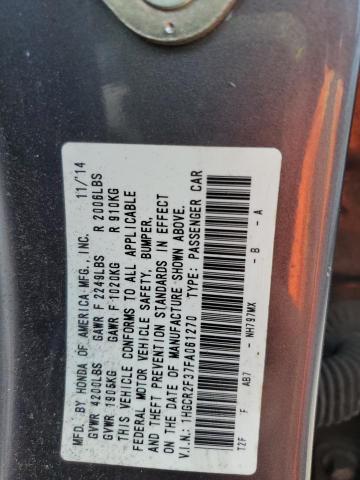 MFD. BY HONDA OF AMERICA MFG., INC. 11/14
GVWR 4200LBS GAWR F 2249LBS R 2006LBS
GVWR 1905KG GAWR F 1020KG R 910KG
THIS VEHICLE CONFORMS TO ALL APPLICABLE
FEDERAL MOTOR VEHICLE SAFETY, BUMPER,
AND THEFT PREVENTION STANDARDS IN EFFECT
ON THE DATE OF MANUFACTURE SHOWN ABOVE.
V.I.N.: 1HGCR2F37FA061270 TYPE: PASSENGER CAR
T2F F AB7 - NH797MX - B - A